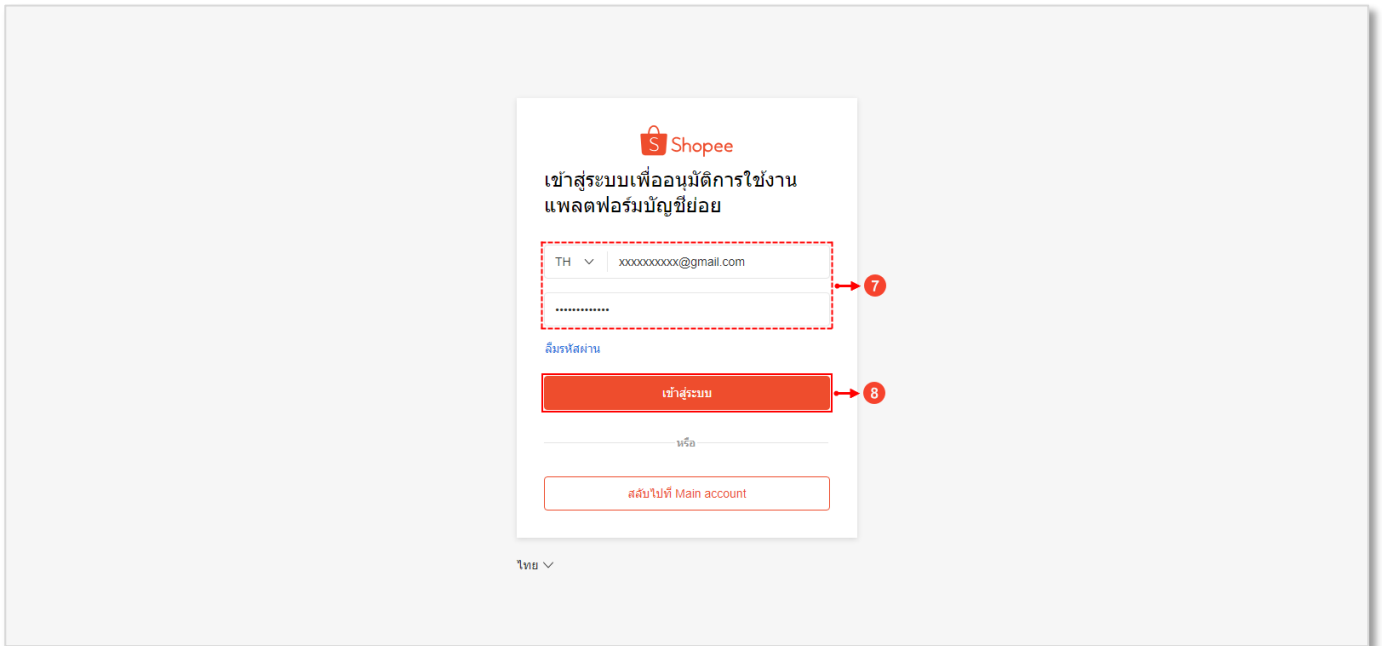 S Shopee
เข้าสู่ระบบเพื่ออนุมัติการใช้งาน
แพลตฟอร์มบัญชีย่อย
TH xxxxxxxxxx@gmail.com
•••••••••••••
7
ลืมรหัสผ่าน
เข้าสู่ระบบ 8
หรือ
สลับไปที่ Main account
ไทย